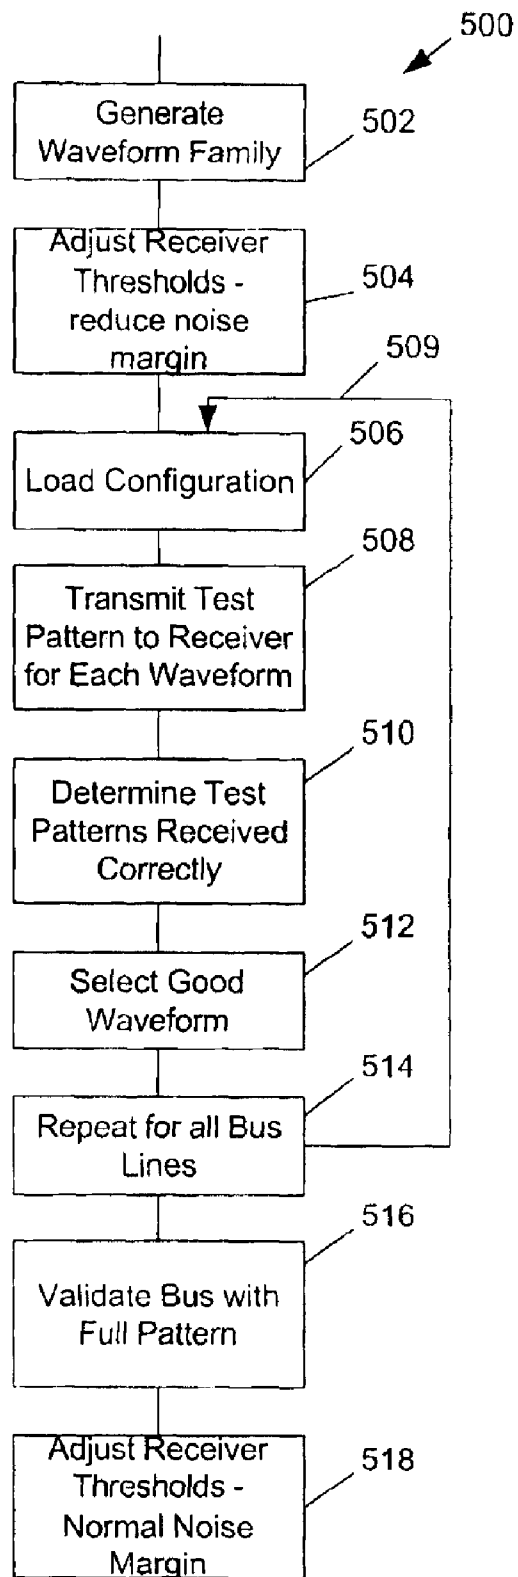 500
Generate
Waveform Family
502
Adjust Receiver
Thresholds -
reduce noise
margin
504
509
Load Configuration
506
Transmit Test
Pattern to Receiver
for Each Waveform
508
Determine Test
Patterns Received
Correctly
510
Select Good
Waveform
512
Repeat for all Bus
Lines
514
Validate Bus with
Full Pattern
516
Adjust Receiver
Thresholds -
Normal Noise
Margin
518